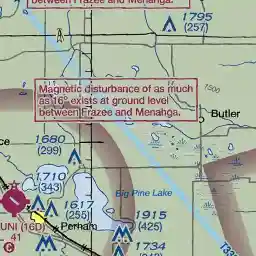 between Frazee and Menahga.
1795
(257)
Magnetic disturbance of as much
as 16° exists at ground level
between Frazee and Menahga.
1500
Butler
1680
(299)
1710
(343)
Big Pine Lake
1617
(255)
1915
(425)
UNI (16D)
Perham
41
1734
C